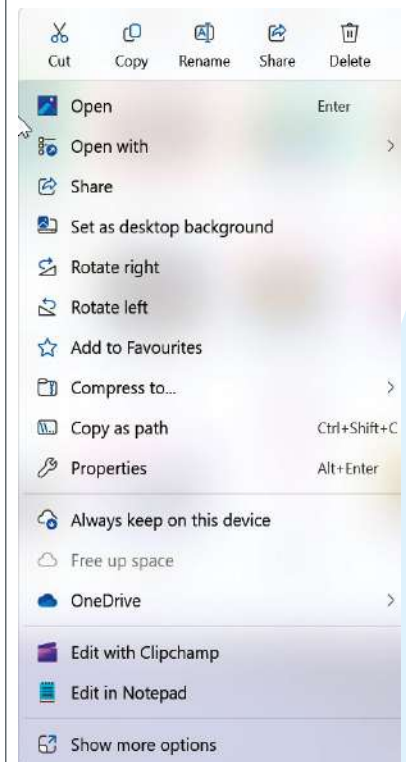 Cut Copy Rename Share Delete
Open Enter
Open with
Share
Set as desktop background
Rotate right
Rotate left
Add to Favourites
Compress to...
Copy as path Ctrl+Shift+C
Properties Alt+Enter
Always keep on this device
Free up space
OneDrive
Edit with Clipchamp
Edit in Notepad
Show more options